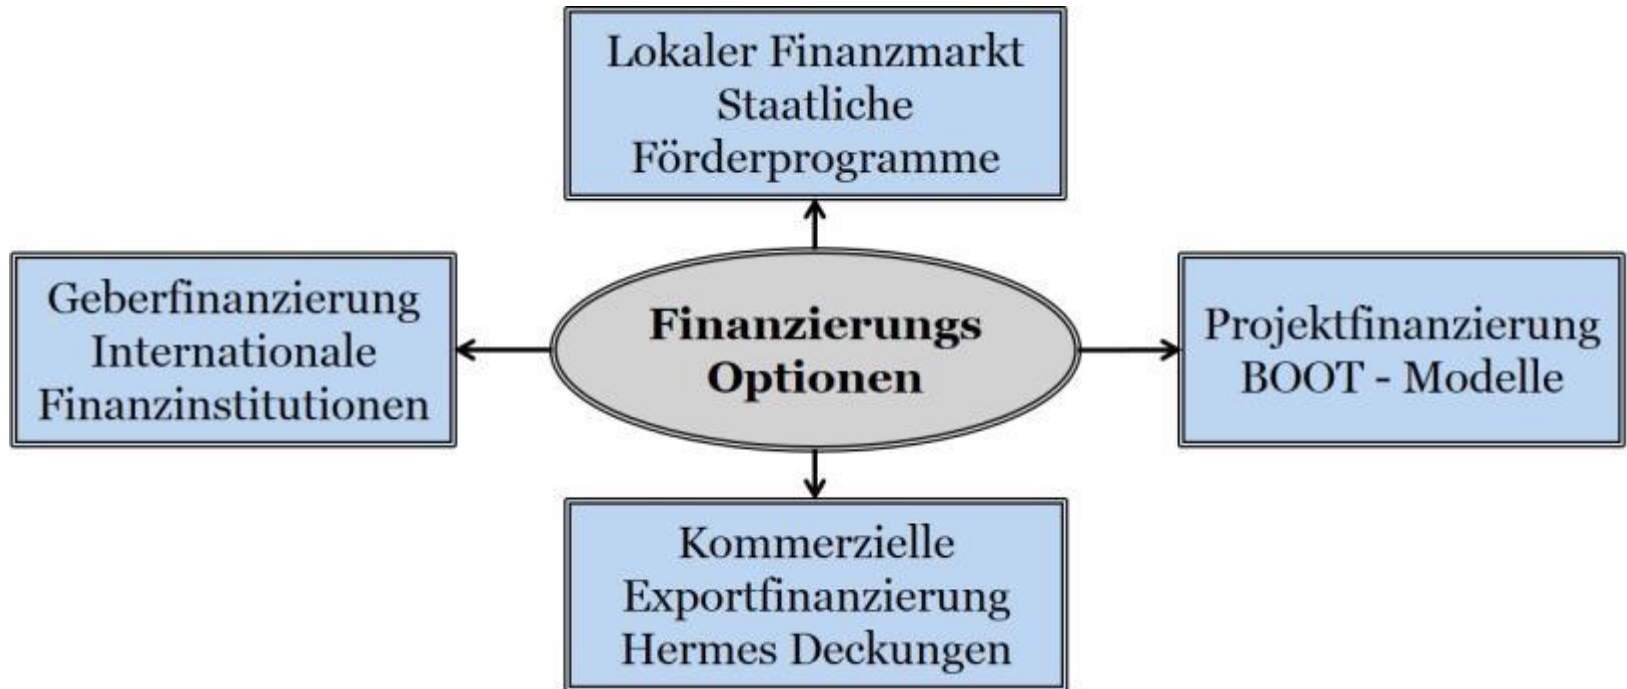 Lokaler Finanzmarkt
Staatliche
Förderprogramme
Geberfinanzierung
Internationale
Finanzinstitutionen
Finanzierungs
Optionen
Projektfinanzierung
BOOT - Modelle
Kommerzielle
Exportfinanzierung
Hermes Deckungen